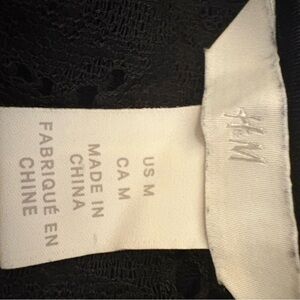 H&M
US M
CA M
MADE IN
CHINA
FABRIQUÉ EN
CHINE